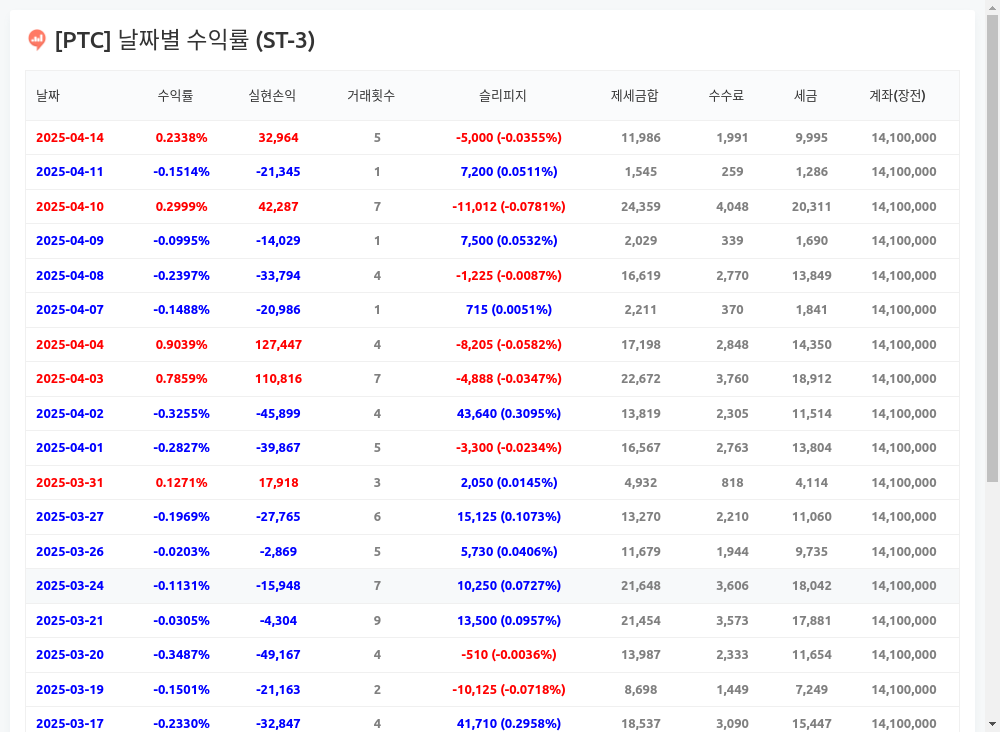 [PTC] 날짜별 수익률 (ST-3)
날짜 수익률 실현손익 거래횟수 슬리피지 제세금합 수수료 세금 계좌(장전)
2025-04-14 0.2338% 32,964 5 -5,000 (-0.0355%) 11,986 1,991 9,995 14,100,000
2025-04-11 -0.1514% -21,345 1 7,200 (0.0511%) 1,545 259 1,286 14,100,000
2025-04-10 0.2999% 42,287 7 -11,012 (-0.0781%) 24,359 4,048 20,311 14,100,000
2025-04-09 -0.0995% -14,029 1 7,500 (0.0532%) 2,029 339 1,690 14,100,000
2025-04-08 -0.2397% -33,794 4 -1,225 (-0.0087%) 16,619 2,770 13,849 14,100,000
2025-04-07 -0.1488% -20,986 1 715 (0.0051%) 2,211 370 1,841 14,100,000
2025-04-04 0.9039% 127,447 4 -8,205 (-0.0582%) 17,198 2,848 14,350 14,100,000
2025-04-03 0.7859% 110,816 7 -4,888 (-0.0347%) 22,672 3,760 18,912 14,100,000
2025-04-02 -0.3255% -45,899 4 43,640 (0.3095%) 13,819 2,305 11,514 14,100,000
2025-04-01 -0.2827% -39,867 5 -3,300 (-0.0234%) 16,567 2,763 13,804 14,100,000
2025-03-31 0.1271% 17,918 3 2,050 (0.0145%) 4,932 818 4,114 14,100,000
2025-03-27 -0.1969% -27,765 6 15,125 (0.1073%) 13,270 2,210 11,060 14,100,000
2025-03-26 -0.0203% -2,869 5 5,730 (0.0406%) 11,679 1,944 9,735 14,100,000
2025-03-24 -0.1131% -15,948 7 10,250 (0.0727%) 21,648 3,606 18,042 14,100,000
2025-03-21 -0.0305% -4,304 9 13,500 (0.0957%) 21,454 3,573 17,881 14,100,000
2025-03-20 -0.3487% -49,167 4 -510 (-0.0036%) 13,987 2,333 11,654 14,100,000
2025-03-19 -0.1501% -21,163 2 -10,125 (-0.0718%) 8,698 1,449 7,249 14,100,000
2025-03-17 -0.2330% -32,847 4 41,710 (0.2958%) 18,537 3,090 15,447 14,100,000